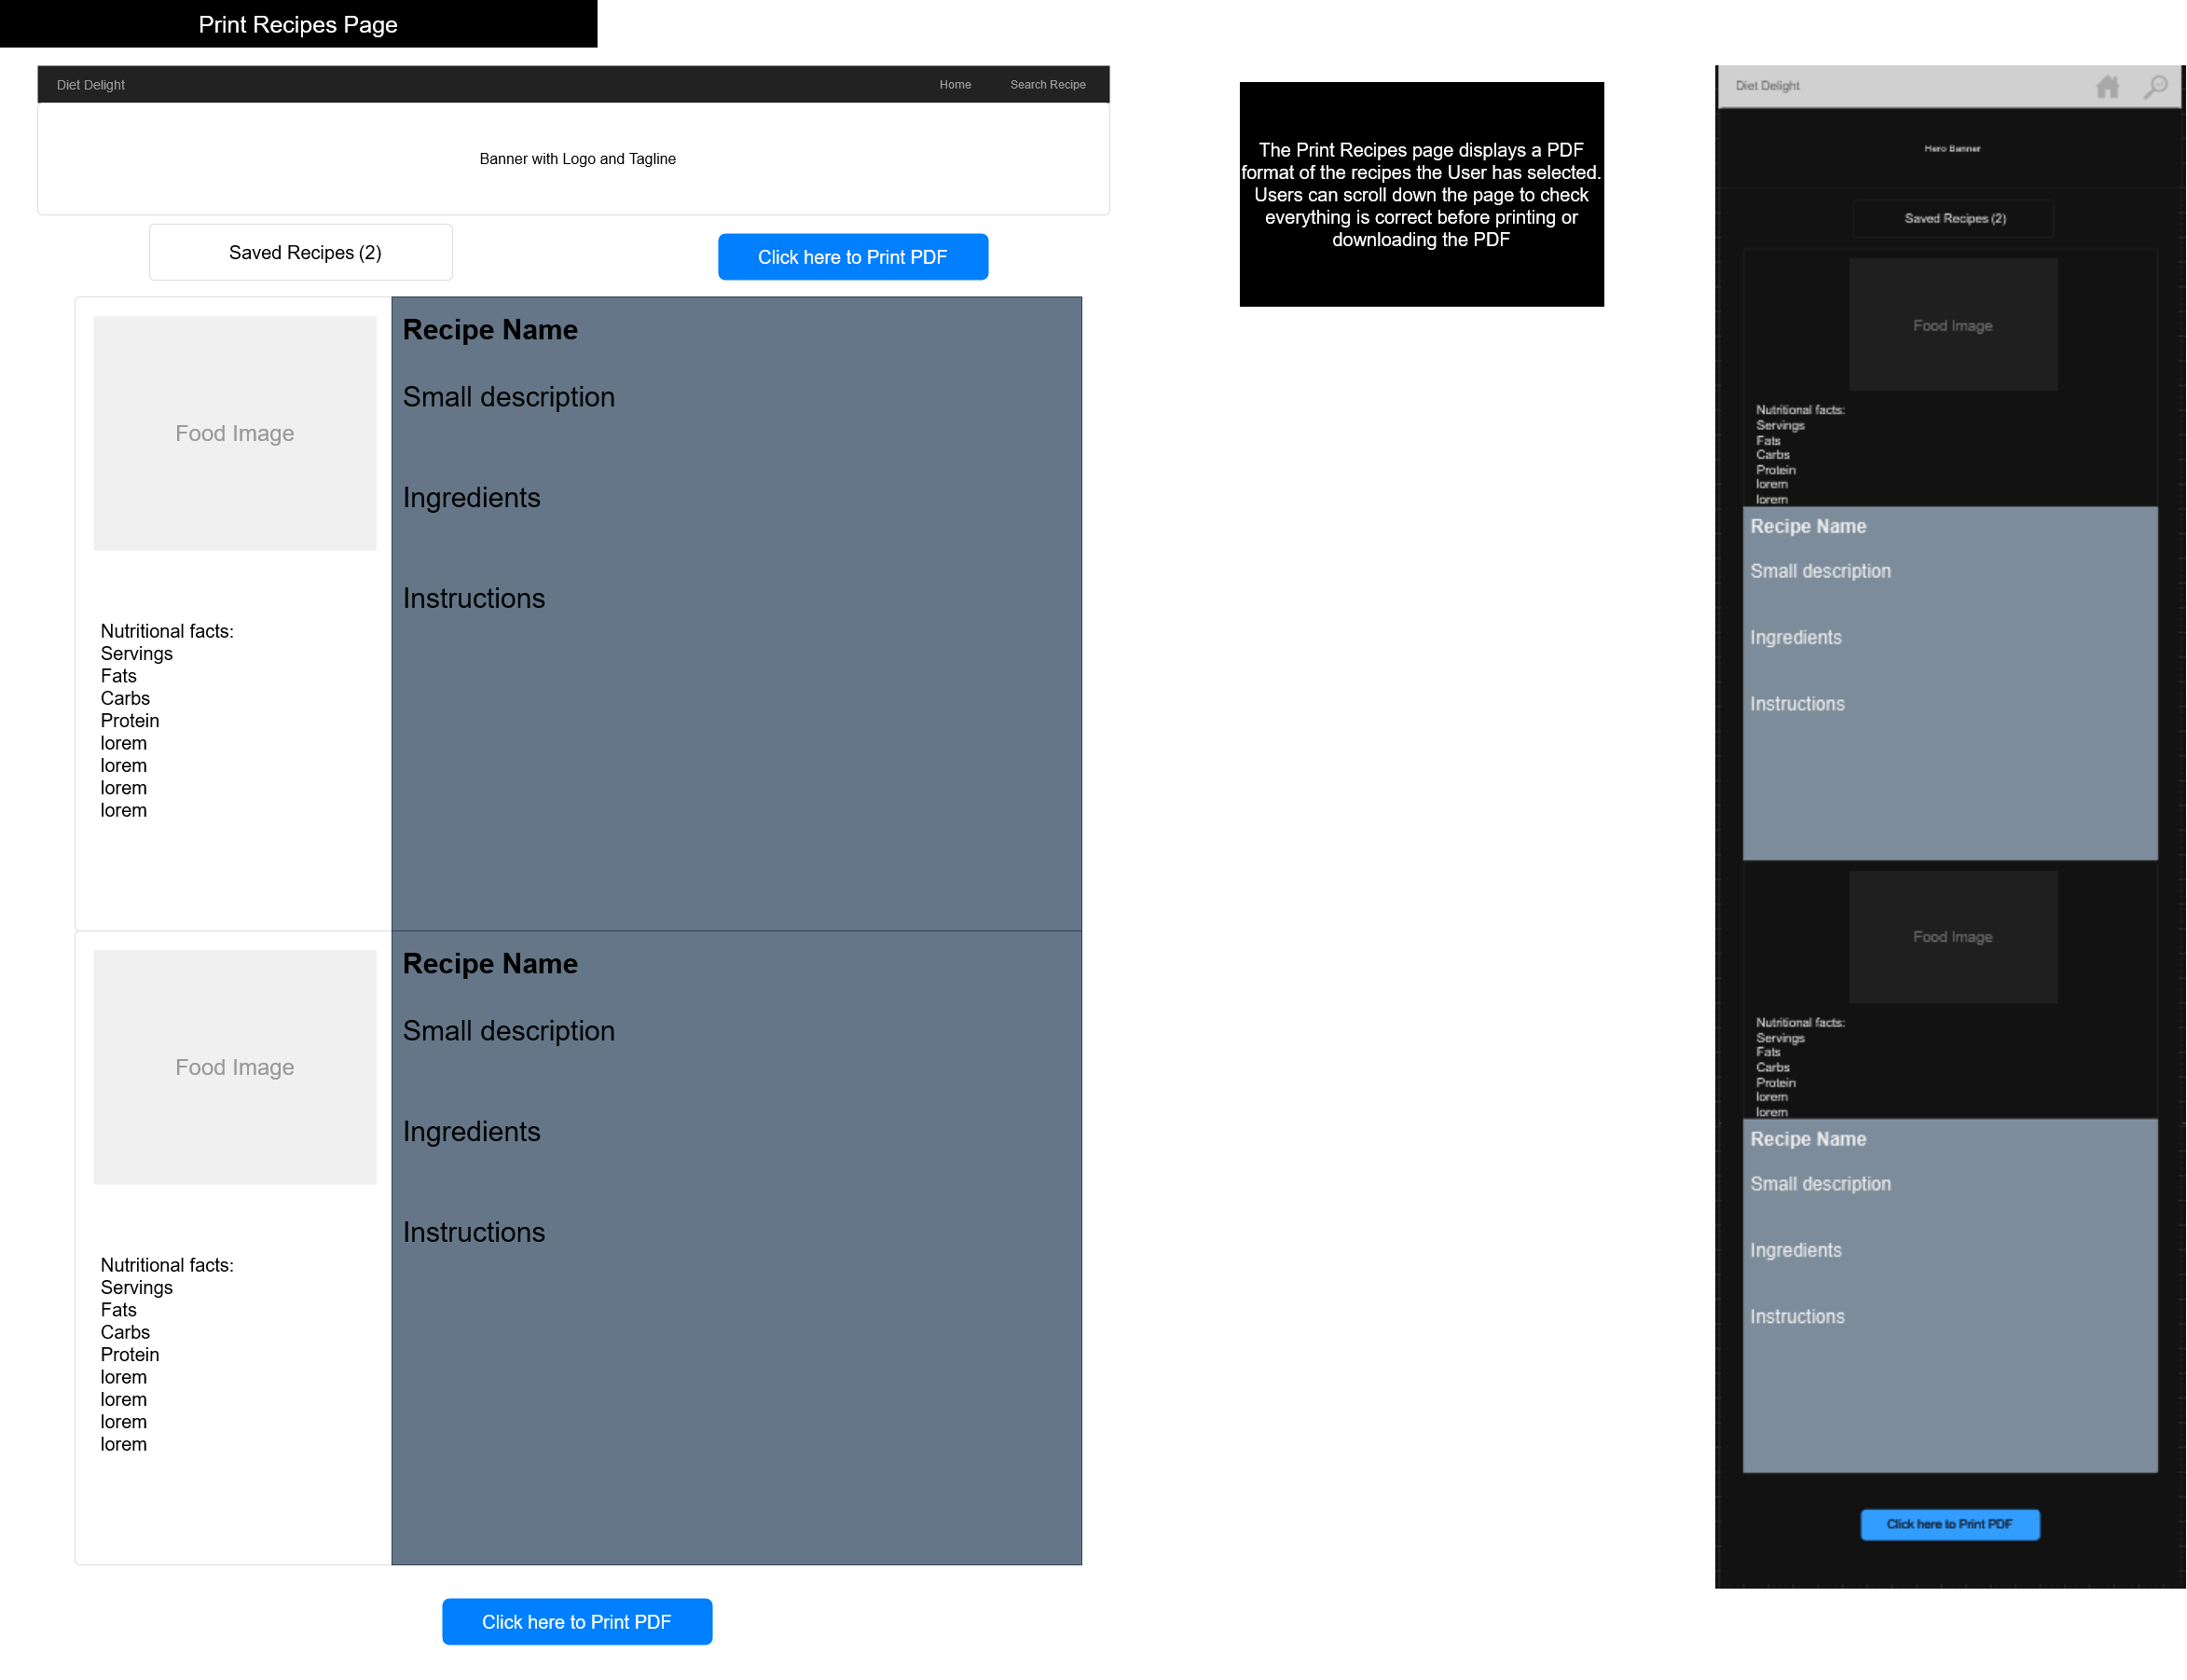 Print Recipes Page
Diet Delight
Home
Search Recipe
Banner with Logo and Tagline
Saved Recipes (2)
Click here to Print PDF
Food Image
Nutritional facts:
Servings
Fats
Carbs
Protein
lorem
lorem
lorem
lorem
Recipe Name
Small description
Ingredients
Instructions
Food Image
Nutritional facts:
Servings
Fats
Carbs
Protein
lorem
lorem
lorem
lorem
Recipe Name
Small description
Ingredients
Instructions
Click here to Print PDF
The Print Recipes page displays a PDF
format of the recipes the User has selected.
Users can scroll down the page to check
everything is correct before printing or
downloading the PDF
Diet Delight
Hero Banner
Saved Recipes (2)
Food Image
Nutritional facts:
Servings
Fats
Carbs
Protein
lorem
lorem
Recipe Name
Small description
Ingredients
Instructions
Food Image
Nutritional facts:
Servings
Fats
Carbs
Protein
lorem
lorem
Recipe Name
Small description
Ingredients
Instructions
Click here to Print PDF